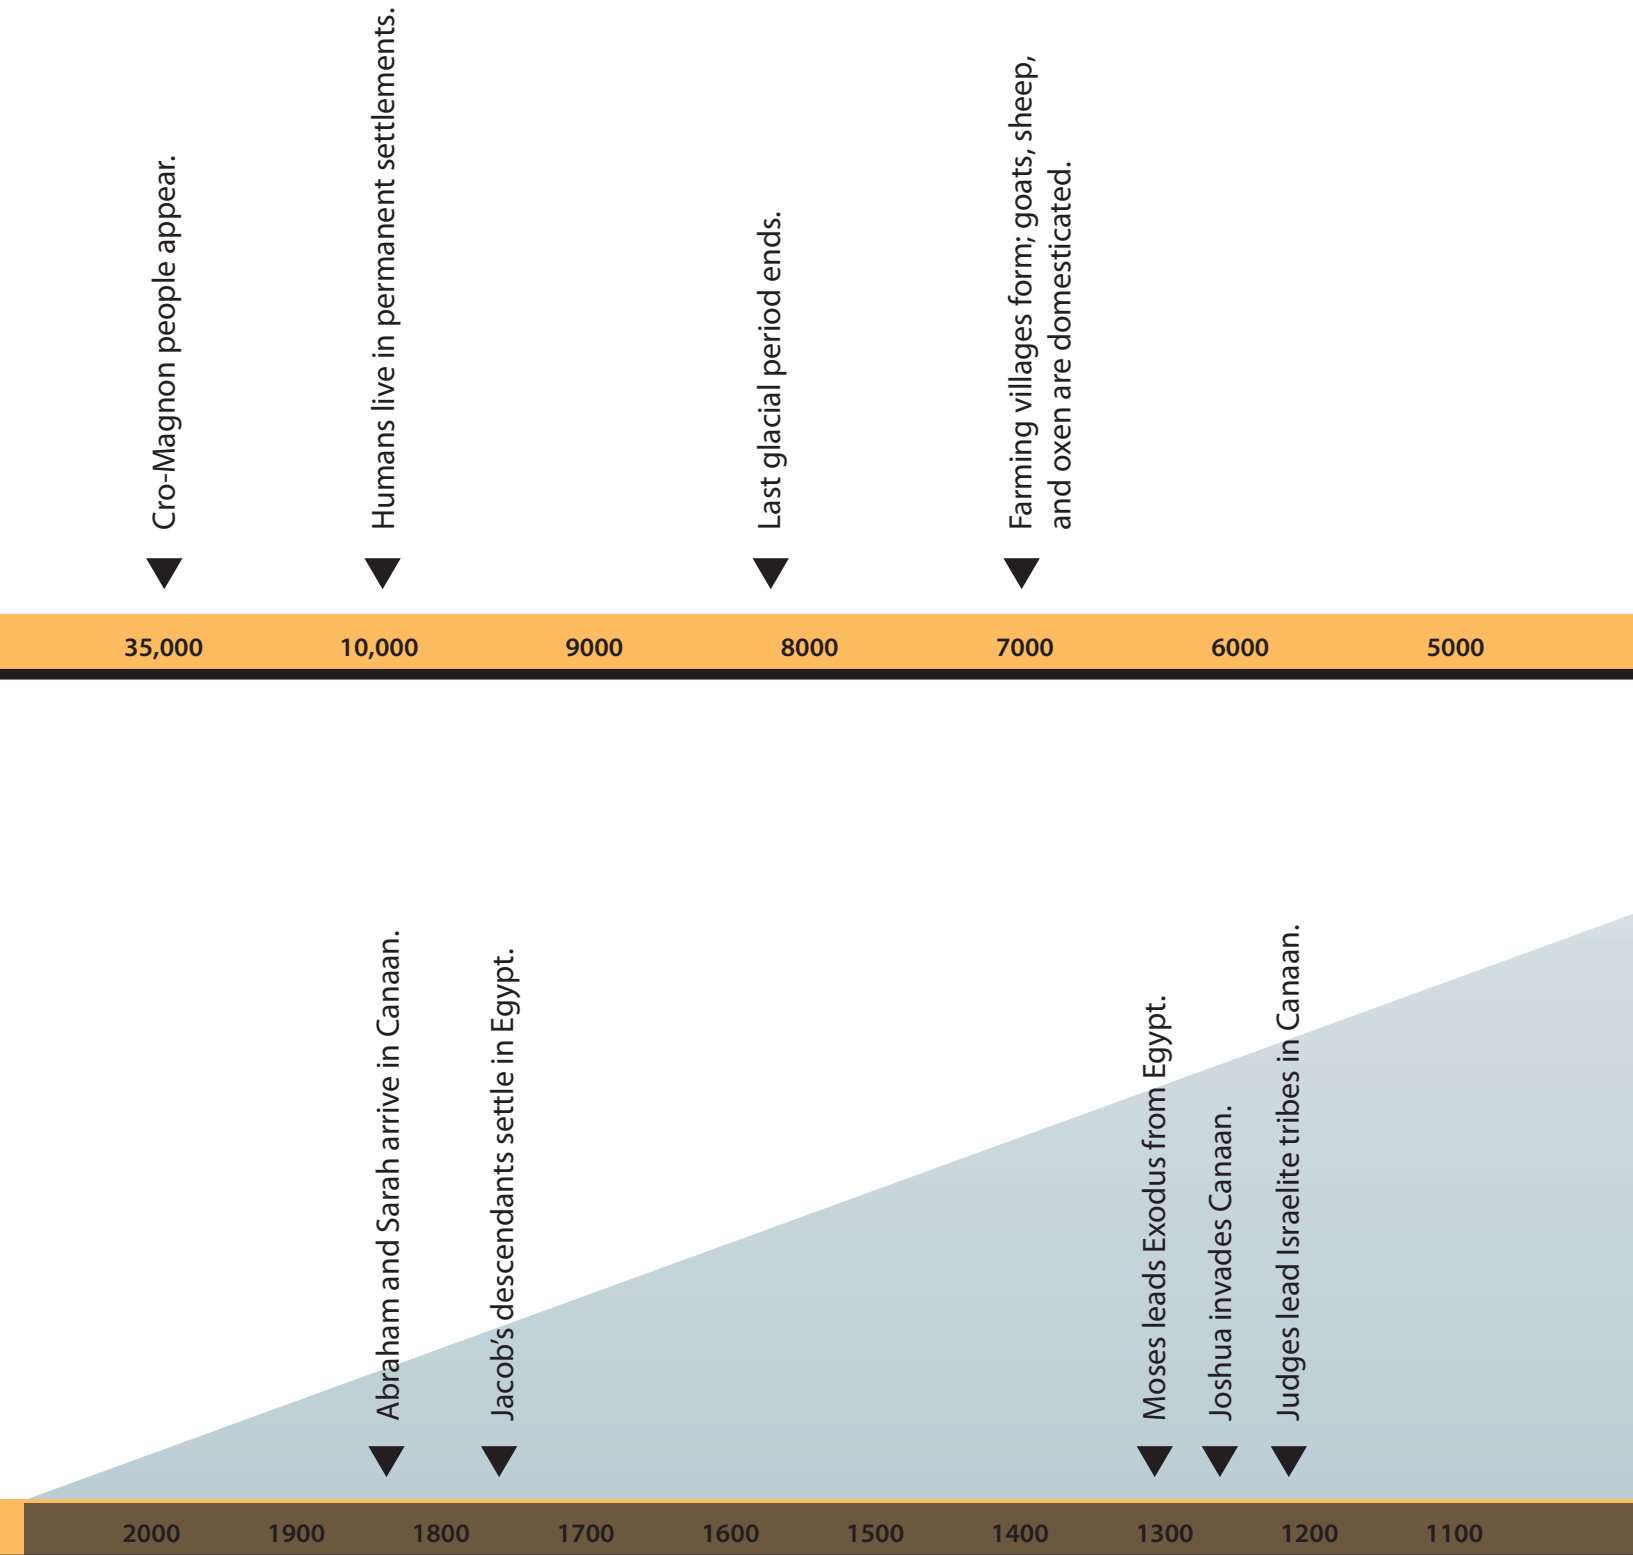 Cro-Magnon people appear.
Humans live in permanent settlements.
Last glacial period ends.
Farming villages form; goats, sheep,
and oxen are domesticated.
35,000 10,000 9000 8000 7000 6000 5000
Abraham and Sarah arrive in Canaan.
Jacob’s descendants settle in Egypt.
Moses leads Exodus from Egypt.
Joshua invades Canaan.
Judges lead Israelite tribes in Canaan.
2000 1900 1800 1700 1600 1500 1400 1300 1200 1100